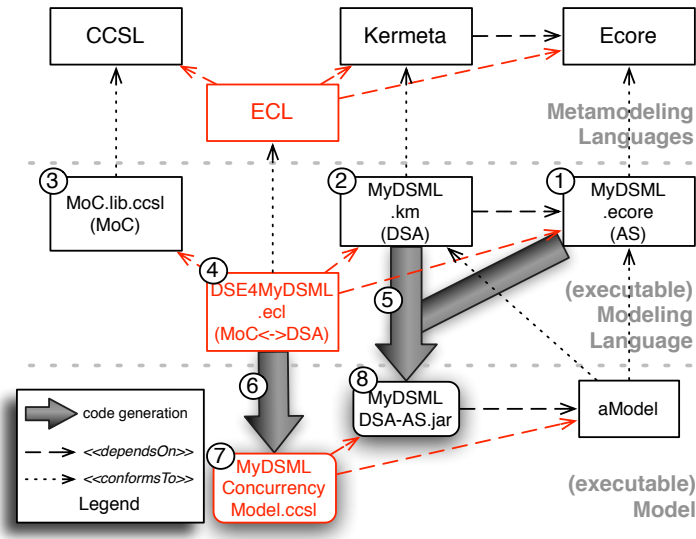 CCSL
Kermeta
Ecore
ECL
Metamodeling
Languages
3
MoC.lib.ccsl
(MoC)
2
MyDSML
.km
(DSA)
1
MyDSML
.ecore
(AS)
4
DSE4MyDSML
.ecl
(MoC<->DSA)
5
(executable)
Modeling
Language
6
8
MyDSML
DSA-AS.jar
aModel
7
MyDSML
Concurrency
Model.ccsl
(executable)
Model
code generation
<<dependsOn>>
<<conformsTo>>
Legend